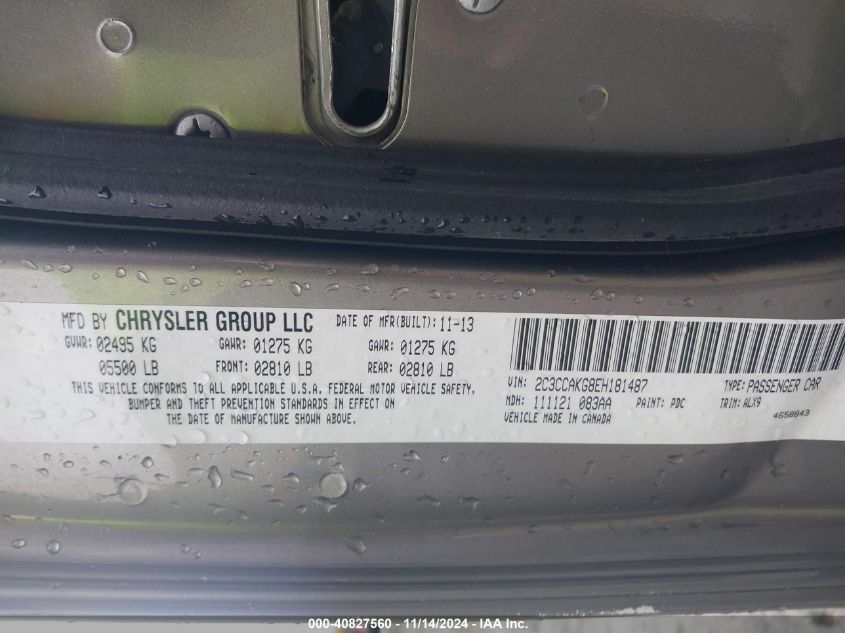 MFD BY CHRYSLER GROUP LLC DATE OF MFR(BUILT): 11-13
GVWR: 02495 KG GAWR: 01275 KG GAWR: 01275 KG
05500 LB FRONT: 02810 LB REAR: 02810 LB
THIS VEHICLE CONFORMS TO ALL APPLICABLE U.S.A. FEDERAL MOTOR VEHICLE SAFETY,
BUMPER AND THEFT PREVENTION STANDARDS IN EFFECT ON
THE DATE OF MANUFACTURE SHOWN ABOVE.
VIN: 2C3CCAKG8EH181487 TYPE: PASSENGER CAR
MDH: 111121 083AA PAINT: PDC TRIM: ALX9
VEHICLE MADE IN CANADA 4658843
000-40827560 - 11/14/2024 - IAA Inc.